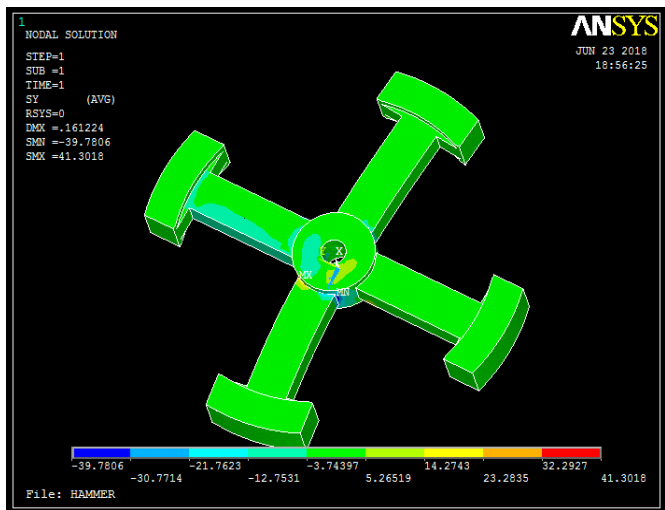 1
NODAL SOLUTION
ANSYS
JUN 23 2018
18:56:25
STEP=1
SUB =1
TIME=1
SY (AVG)
RSYS=0
DMX =.161224
SMN =-39.7806
SMX =41.3018
X
MX
MN
-39.7806 -21.7623 -3.74397 14.2743 32.2927
-30.7714 -12.7531 5.26519 23.2835 41.3018
File: HAMMER